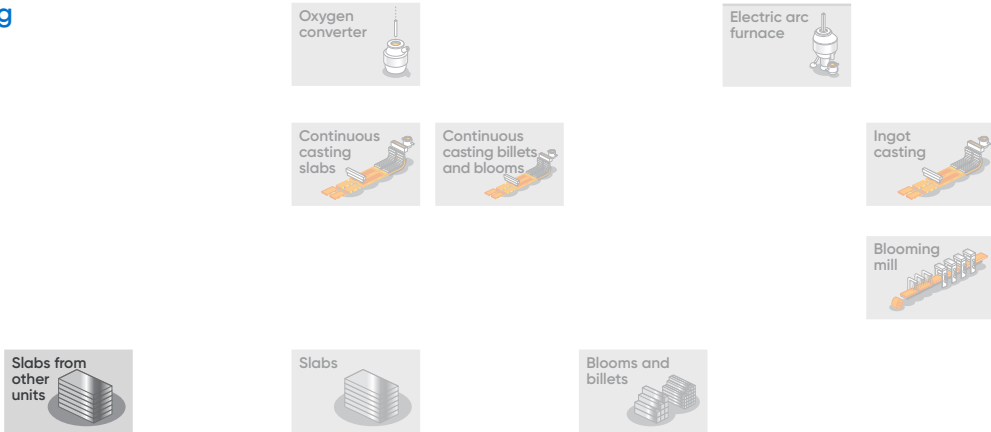 g
Oxygen
converter
Electric arc
furnace
Continuous
casting
slabs
Continuous
casting billets
and blooms
Ingot
casting
Blooming
mill
Slabs from
other
units
Slabs
Blooms and
billets